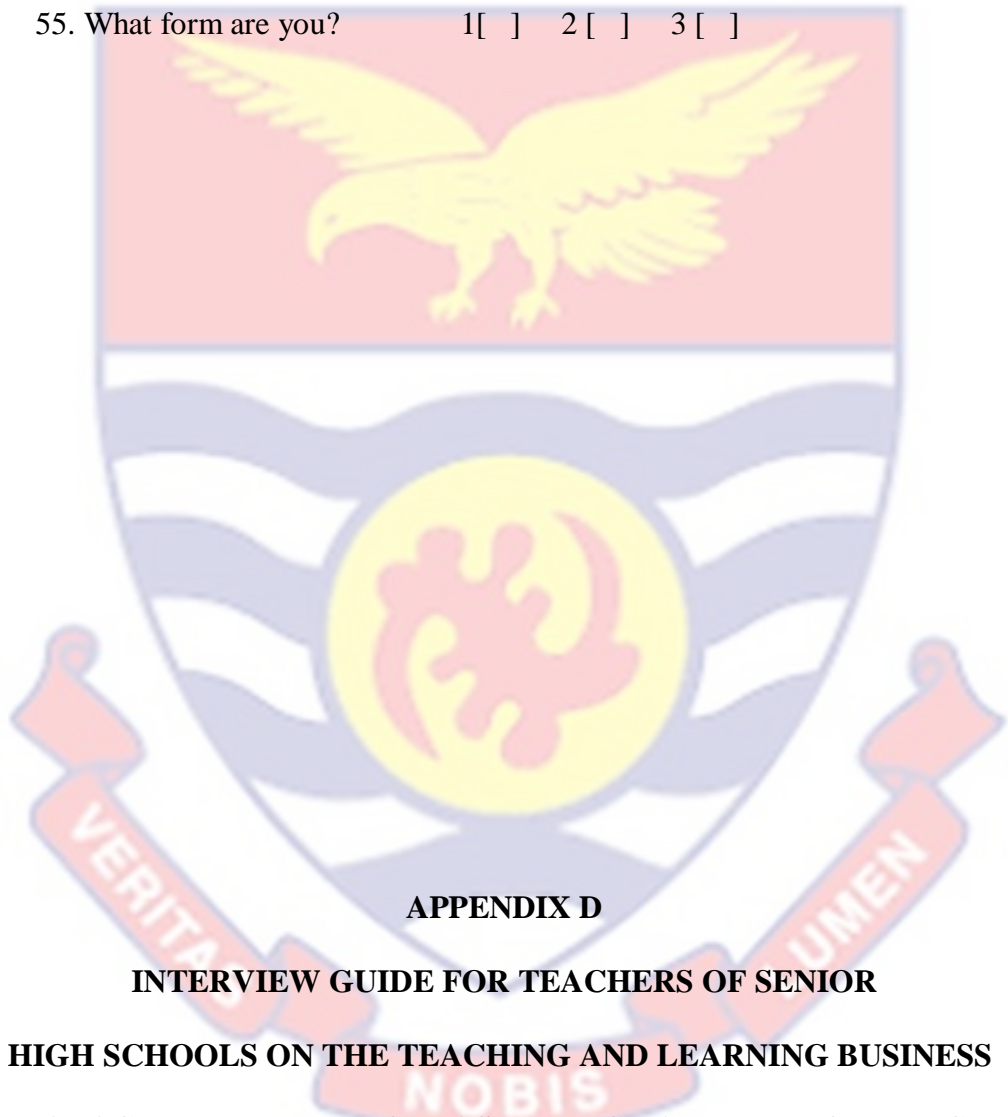 55. What form are you? 1[ ] 2 [ ] 3 [ ]
VERITAS
NOBIS
LUMEN
APPENDIX D
INTERVIEW GUIDE FOR TEACHERS OF SENIOR
HIGH SCHOOLS ON THE TEACHING AND LEARNING BUSINESS